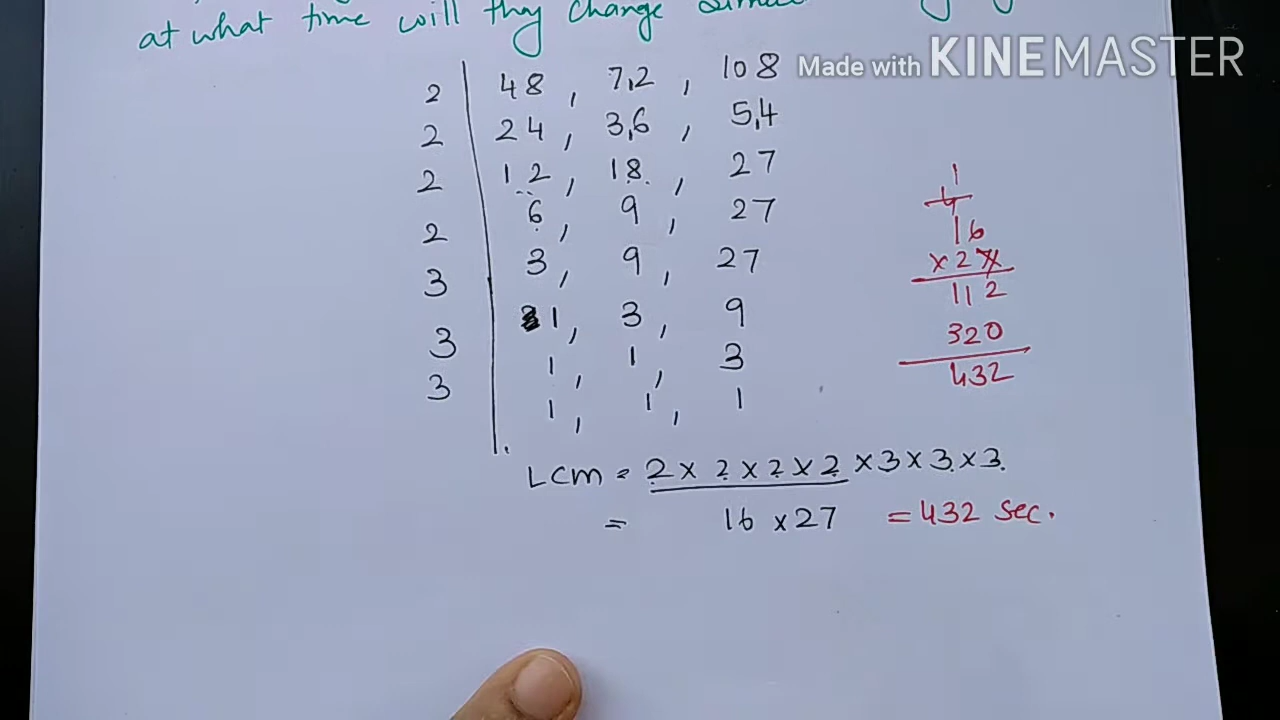 at what time will they change
Made with KINEMASTER
2 | 48 , 72 , 108
2 | 24 , 36 , 54
2 | 12 , 18 , 27
2 | 6 , 9 , 27
3 | 3 , 9 , 27
3 | 1 , 3 , 9
3 | 1 , 1 , 3
1 , 1 , 1
LCM = 2 × 2 × 2 × 2 × 3 × 3 × 3
= 16 × 27 = 432 sec.
1
4
16
× 27
112
320
432